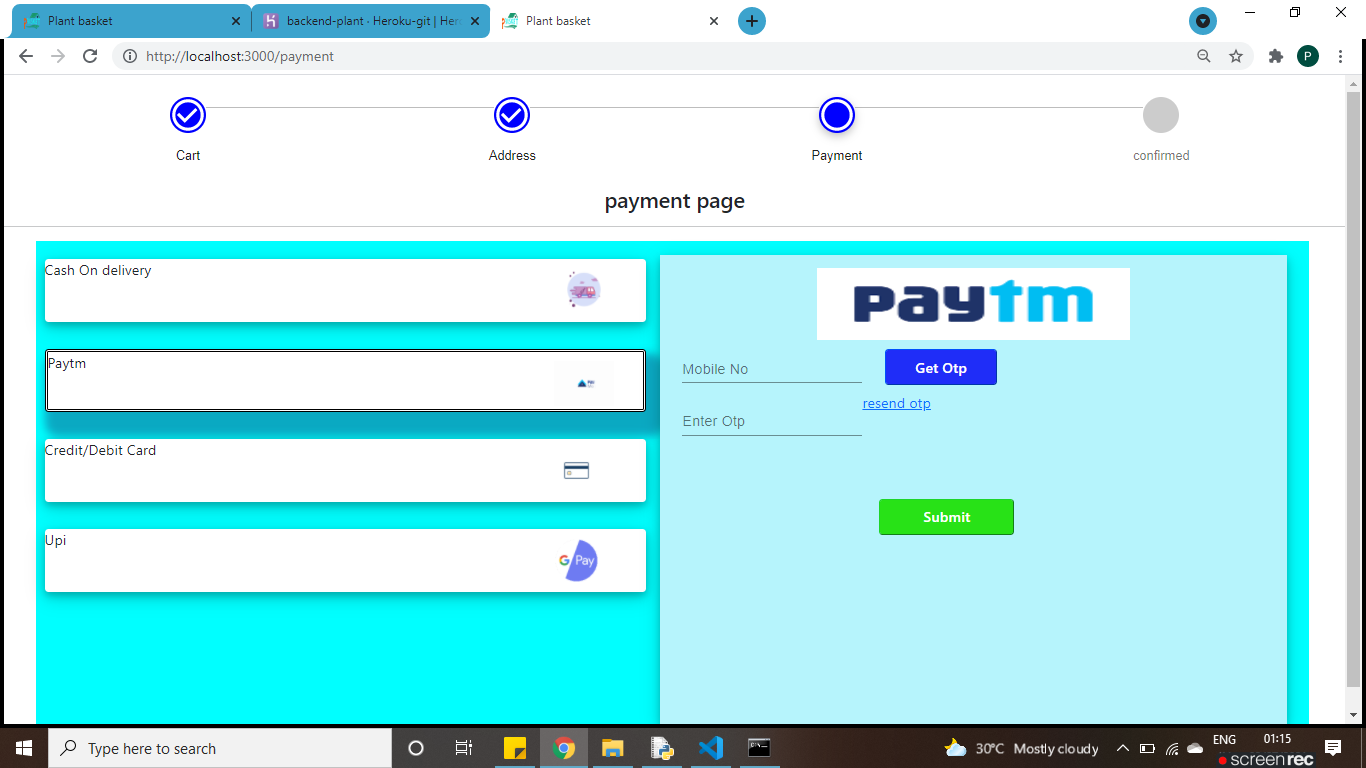 Plant basket
backend-plant · Heroku-git | Her
Plant basket
http://localhost:3000/payment
P
Cart
Address
Payment
confirmed
payment page
Cash On delivery
paytm
Paytm
Mobile No
Get Otp
resend otp
Enter Otp
Credit/Debit Card
Submit
Upi
G Pay
Type here to search
30°C Mostly cloudy
ENG
01:15
screenrec